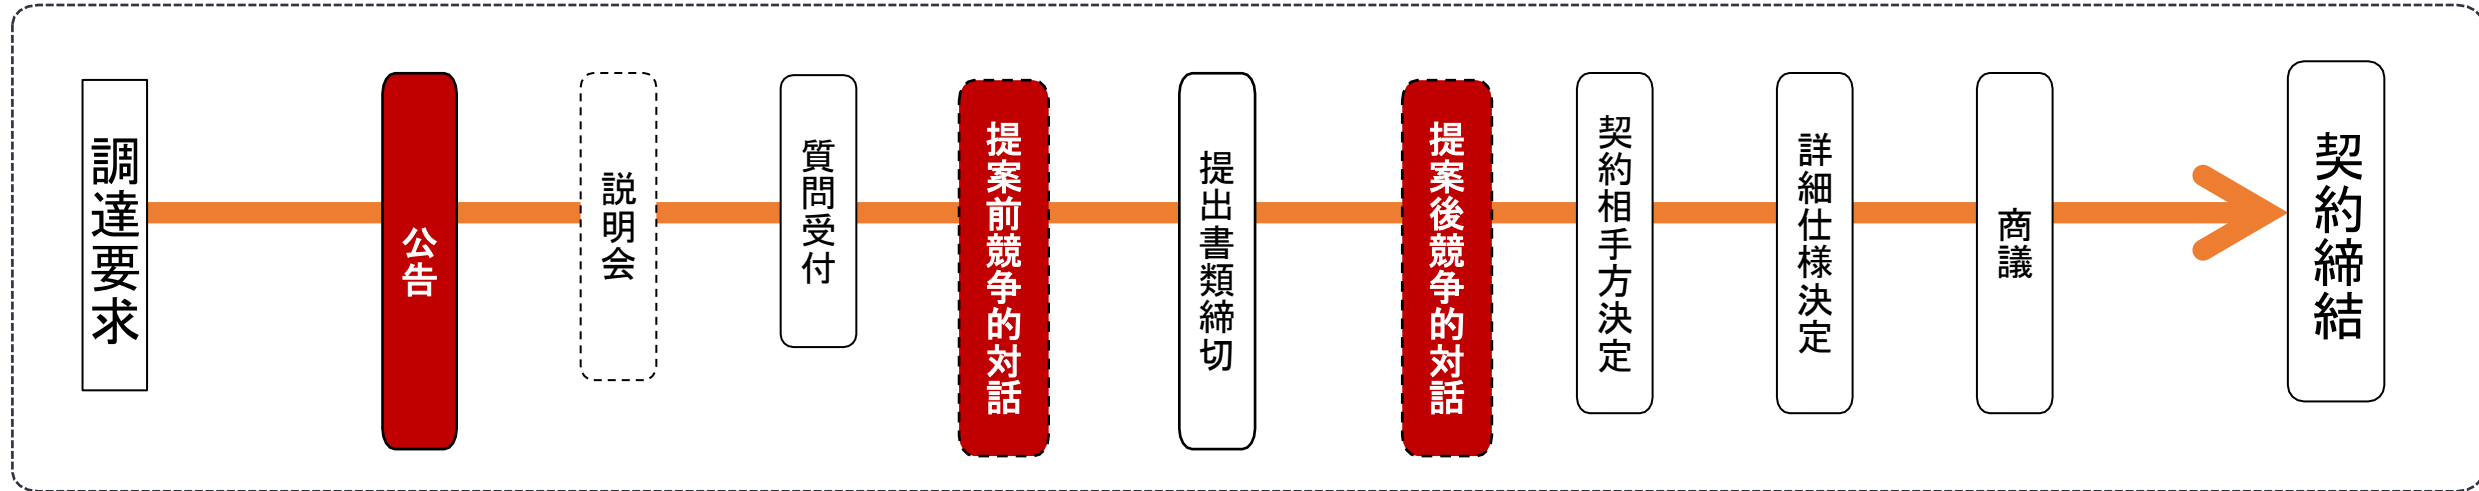 調達要求
公告
説明会
質問受付
提案前競争的対話
提出書類締切
提案後競争的対話
契約相手方決定
詳細仕様決定
商議
契約締結